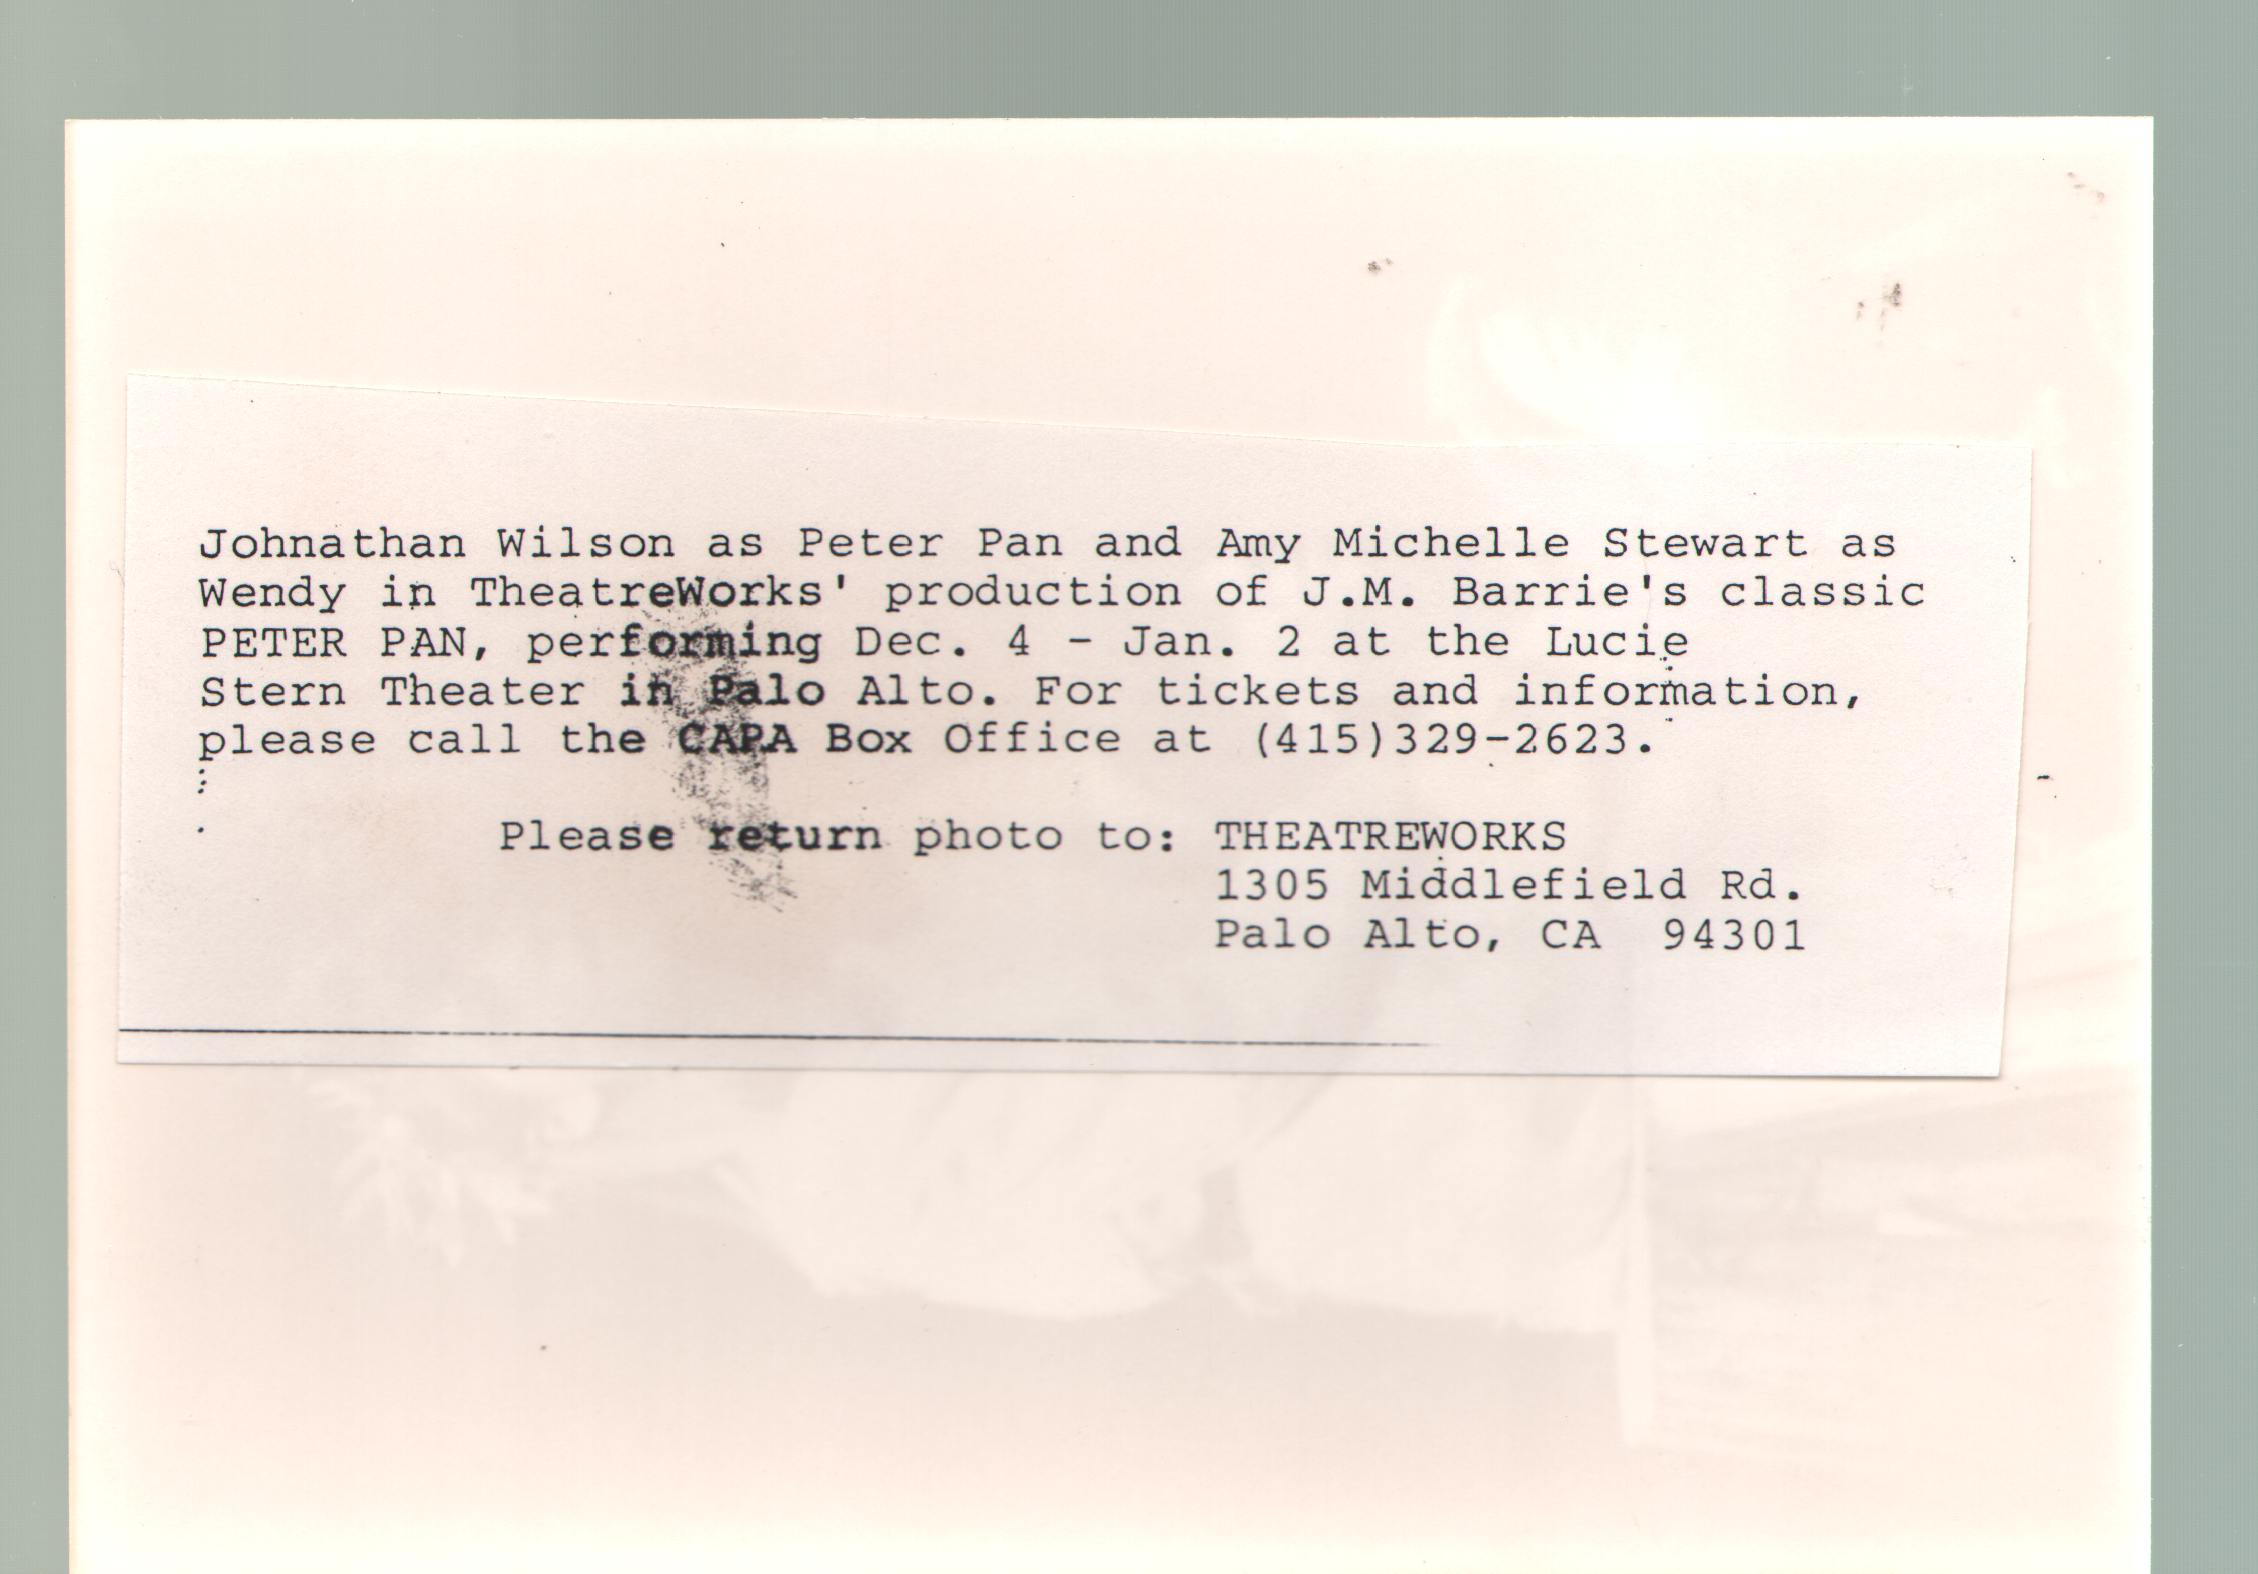 Johnathan Wilson as Peter Pan and Amy Michelle Stewart as
Wendy in TheatreWorks' production of J.M. Barrie's classic
PETER PAN, performing Dec. 4 - Jan. 2 at the Lucie
Stern Theater in Palo Alto. For tickets and information,
please call the CAPA Box Office at (415)329-2623.
Please return photo to: THEATREWORKS
1305 Middlefield Rd.
Palo Alto, CA  94301